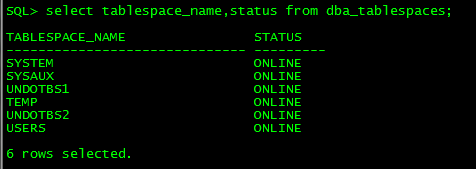 SQL> select tablespace_name,status from dba_tablespaces;
TABLESPACE_NAME                STATUS
------------------------------ ---------
SYSTEM                         ONLINE
SYSAUX                         ONLINE
UNDOTBS1                       ONLINE
TEMP                           ONLINE
UNDOTBS2                       ONLINE
USERS                          ONLINE
6 rows selected.